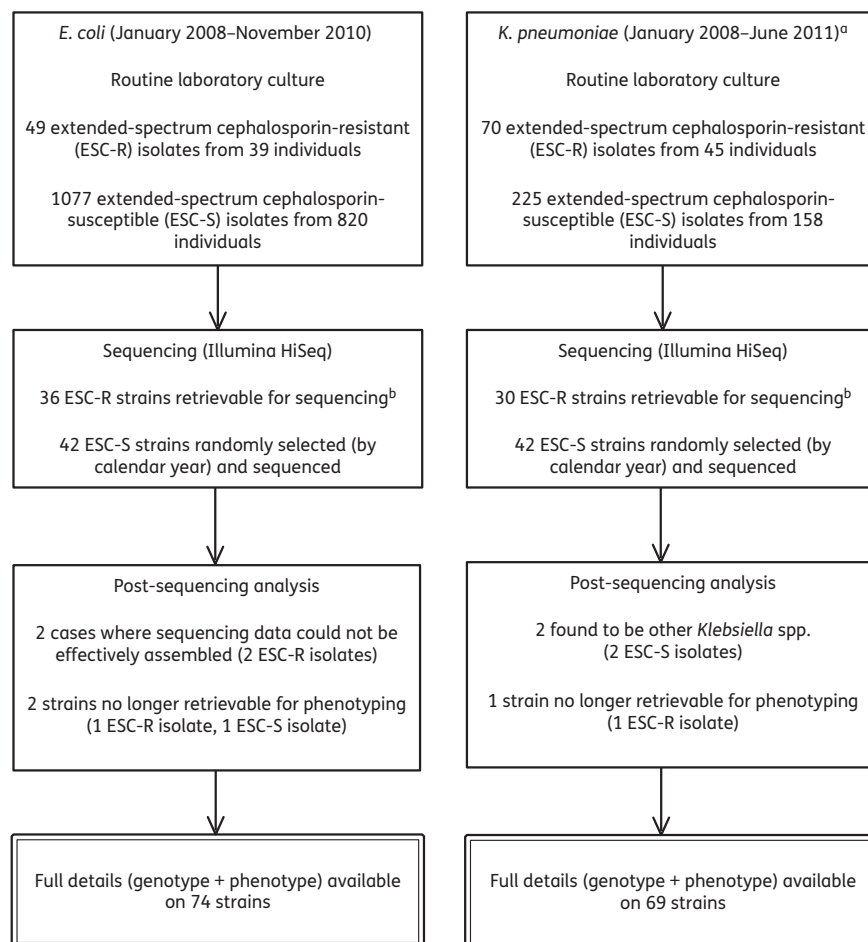 E. coli (January 2008–November 2010)
Routine laboratory culture
49 extended-spectrum cephalosporin-resistant
(ESC-R) isolates from 39 individuals
1077 extended-spectrum cephalosporin-
susceptible (ESC-S) isolates from 820
individuals
Sequencing (Illumina HiSeq)
36 ESC-R strains retrievable for sequencingᵇ
42 ESC-S strains randomly selected (by
calendar year) and sequenced
Post-sequencing analysis
2 cases where sequencing data could not be
effectively assembled (2 ESC-R isolates)
2 strains no longer retrievable for phenotyping
(1 ESC-R isolate, 1 ESC-S isolate)
Full details (genotype + phenotype) available
on 74 strains
K. pneumoniae (January 2008–June 2011)ᵃ
Routine laboratory culture
70 extended-spectrum cephalosporin-resistant
(ESC-R) isolates from 45 individuals
225 extended-spectrum cephalosporin-
susceptible (ESC-S) isolates from 158
individuals
Sequencing (Illumina HiSeq)
30 ESC-R strains retrievable for sequencingᵇ
42 ESC-S strains randomly selected (by
calendar year) and sequenced
Post-sequencing analysis
2 found to be other Klebsiella spp.
(2 ESC-S isolates)
1 strain no longer retrievable for phenotyping
(1 ESC-R isolate)
Full details (genotype + phenotype) available
on 69 strains